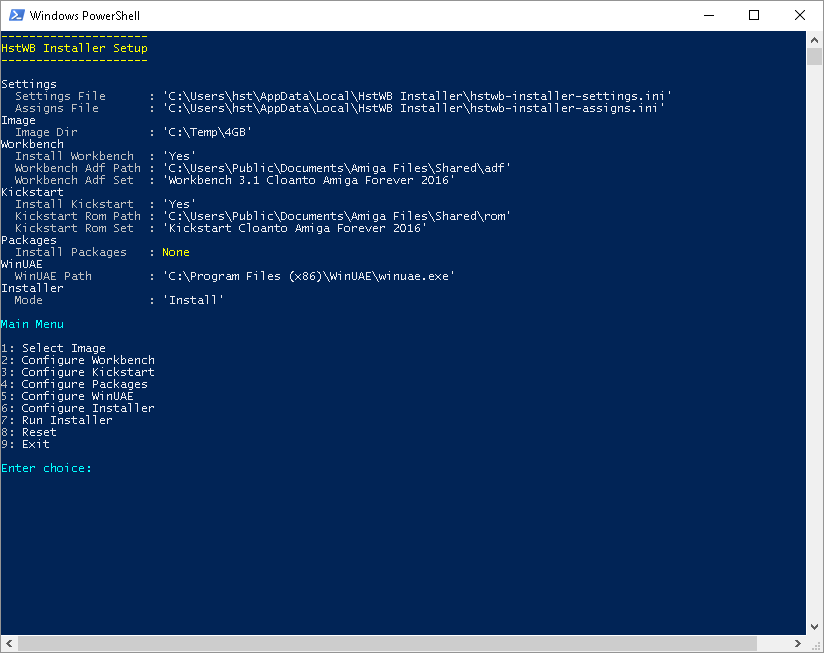 Windows PowerShell
---------------------
HstWB Installer Setup
---------------------
Settings
  Settings File      : 'C:\Users\hst\AppData\Local\HstWB Installer\hstwb-installer-settings.ini'
  Assigns File       : 'C:\Users\hst\AppData\Local\HstWB Installer\hstwb-installer-assigns.ini'
Image
  Image Dir          : 'C:\Temp\4GB'
Workbench
  Install Workbench  : 'Yes'
  Workbench Adf Path : 'C:\Users\Public\Documents\Amiga Files\Shared\adf'
  Workbench Adf Set  : 'Workbench 3.1 Cloanto Amiga Forever 2016'
Kickstart
  Install Kickstart  : 'Yes'
  Kickstart Rom Path : 'C:\Users\Public\Documents\Amiga Files\Shared\rom'
  Kickstart Rom Set  : 'Kickstart Cloanto Amiga Forever 2016'
Packages
  Install Packages   : None
WinUAE
  WinUAE Path        : 'C:\Program Files (x86)\WinUAE\winuae.exe'
Installer
  Mode               : 'Install'
Main Menu
1: Select Image
2: Configure Workbench
3: Configure Kickstart
4: Configure Packages
5: Configure WinUAE
6: Configure Installer
7: Run Installer
8: Reset
9: Exit
Enter choice: